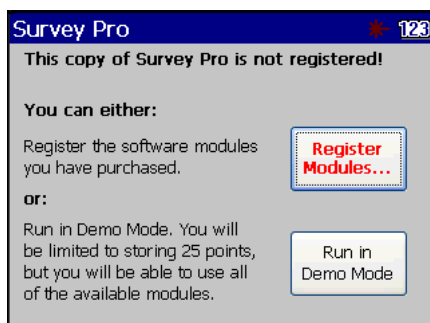 Survey Pro 123
This copy of Survey Pro is not registered!
You can either:
Register the software modules
you have purchased.
Register
Modules...
or:
Run in Demo Mode. You will
be limited to storing 25 points,
but you will be able to use all
of the available modules.
Run in
Demo Mode